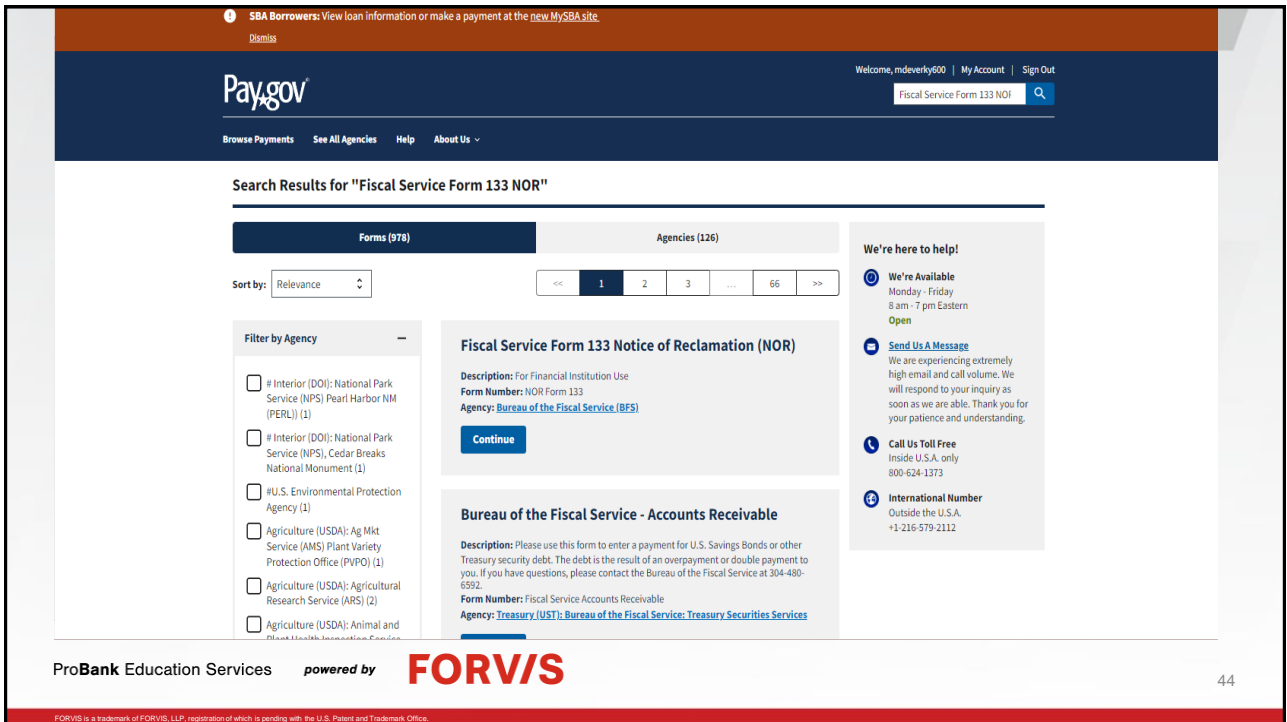 SBA Borrowers: View loan information or make a payment at the new MySBA site
Dismiss
Pay.gov®
Welcome, mdeverky600 | My Account | Sign Out
Fiscal Service Form 133 NOF
Browse Payments See All Agencies Help About Us
Search Results for "Fiscal Service Form 133 NOR"
Forms (978)
Agencies (126)
Sort by: Relevance
<< 1 2 3 ... 66 >>
Filter by Agency
# Interior (DOI): National Park
Service (NPS) Pearl Harbor NM
(PERL)) (1)
# Interior (DOI): National Park
Service (NPS), Cedar Breaks
National Monument (1)
#U.S. Environmental Protection
Agency (1)
Agriculture (USDA): Ag Mkt
Service (AMS) Plant Variety
Protection Office (PVPO) (1)
Agriculture (USDA): Agricultural
Research Service (ARS) (2)
Agriculture (USDA): Animal and
Plant Health Inspection Service
Fiscal Service Form 133 Notice of Reclamation (NOR)
Description: For Financial Institution Use
Form Number: NOR Form 133
Agency: Bureau of the Fiscal Service (BFS)
Continue
Bureau of the Fiscal Service - Accounts Receivable
Description: Please use this form to enter a payment for U.S. Savings Bonds or other
Treasury security debt. The debt is the result of an overpayment or double payment to
you. If you have questions, please contact the Bureau of the Fiscal Service at 304-480-
6592.
Form Number: Fiscal Service Accounts Receivable
Agency: Treasury (UST): Bureau of the Fiscal Service: Treasury Securities Services
We're here to help!
We're Available
Monday - Friday
8 am - 7 pm Eastern
Open
Send Us A Message
We are experiencing extremely
high email and call volume. We
will respond to your inquiry as
soon as we are able. Thank you for
your patience and understanding.
Call Us Toll Free
Inside U.S.A. only
800-624-1373
International Number
Outside the U.S.A.
+1-216-579-2112
ProBank Education Services powered by FORVIS
44
FORVIS is a trademark of FORVIS, LLP, registration of which is pending with the U.S. Patent and Trademark Office.